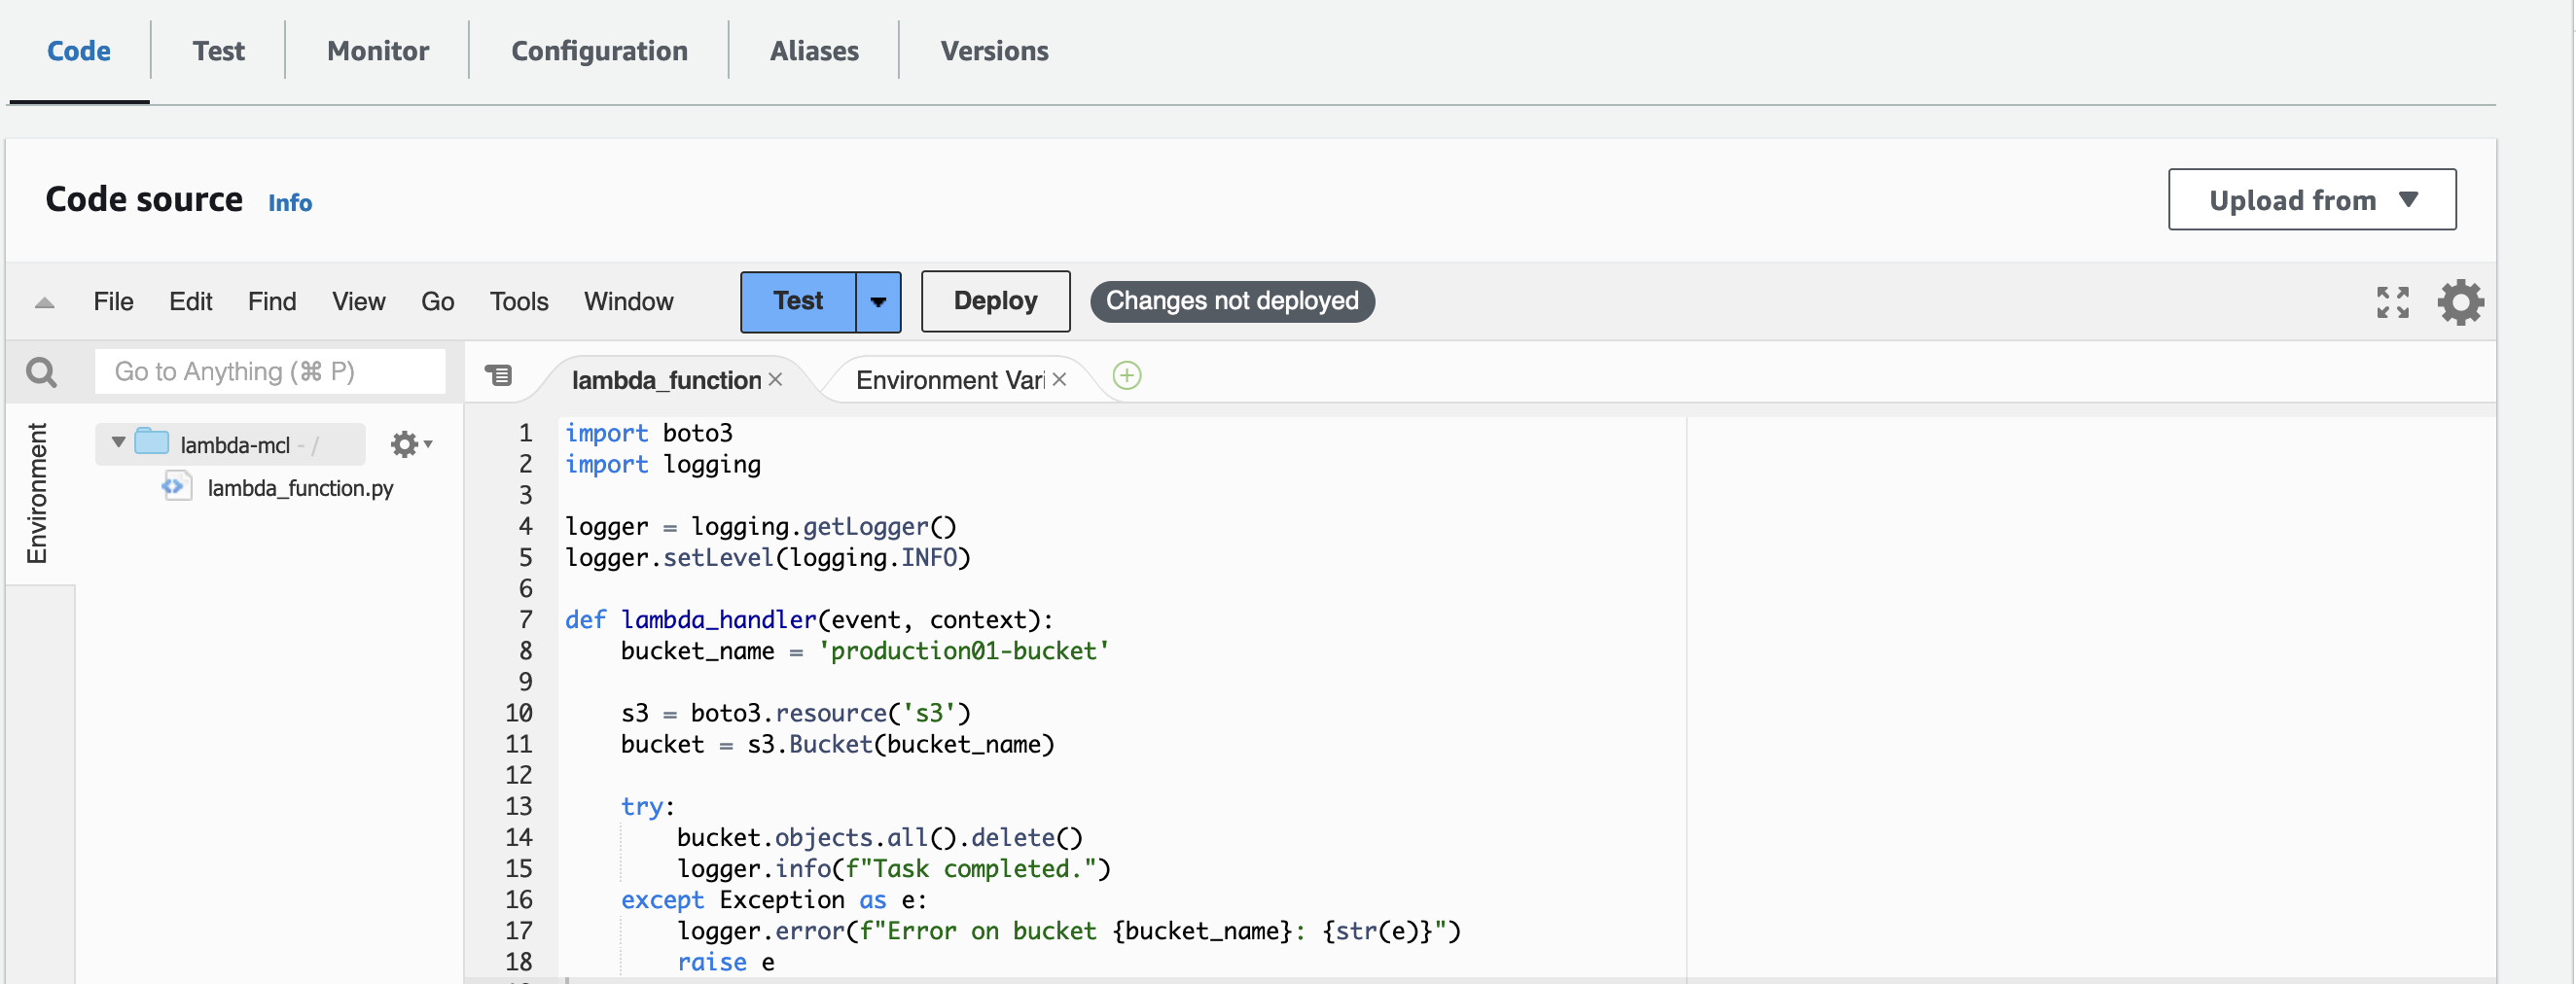 Code Test Monitor Configuration Aliases Versions
Code source Info Upload from
File Edit Find View Go Tools Window Test Deploy Changes not deployed
Go to Anything (⌘ P) lambda_function Environment Vari
Environment
lambda-mcl - /
lambda_function.py
1 import boto3
2 import logging
3
4 logger = logging.getLogger()
5 logger.setLevel(logging.INFO)
6
7 def lambda_handler(event, context):
8     bucket_name = 'production01-bucket'
9
10     s3 = boto3.resource('s3')
11     bucket = s3.Bucket(bucket_name)
12
13     try:
14         bucket.objects.all().delete()
15         logger.info(f"Task completed.")
16     except Exception as e:
17         logger.error(f"Error on bucket {bucket_name}: {str(e)}")
18         raise e